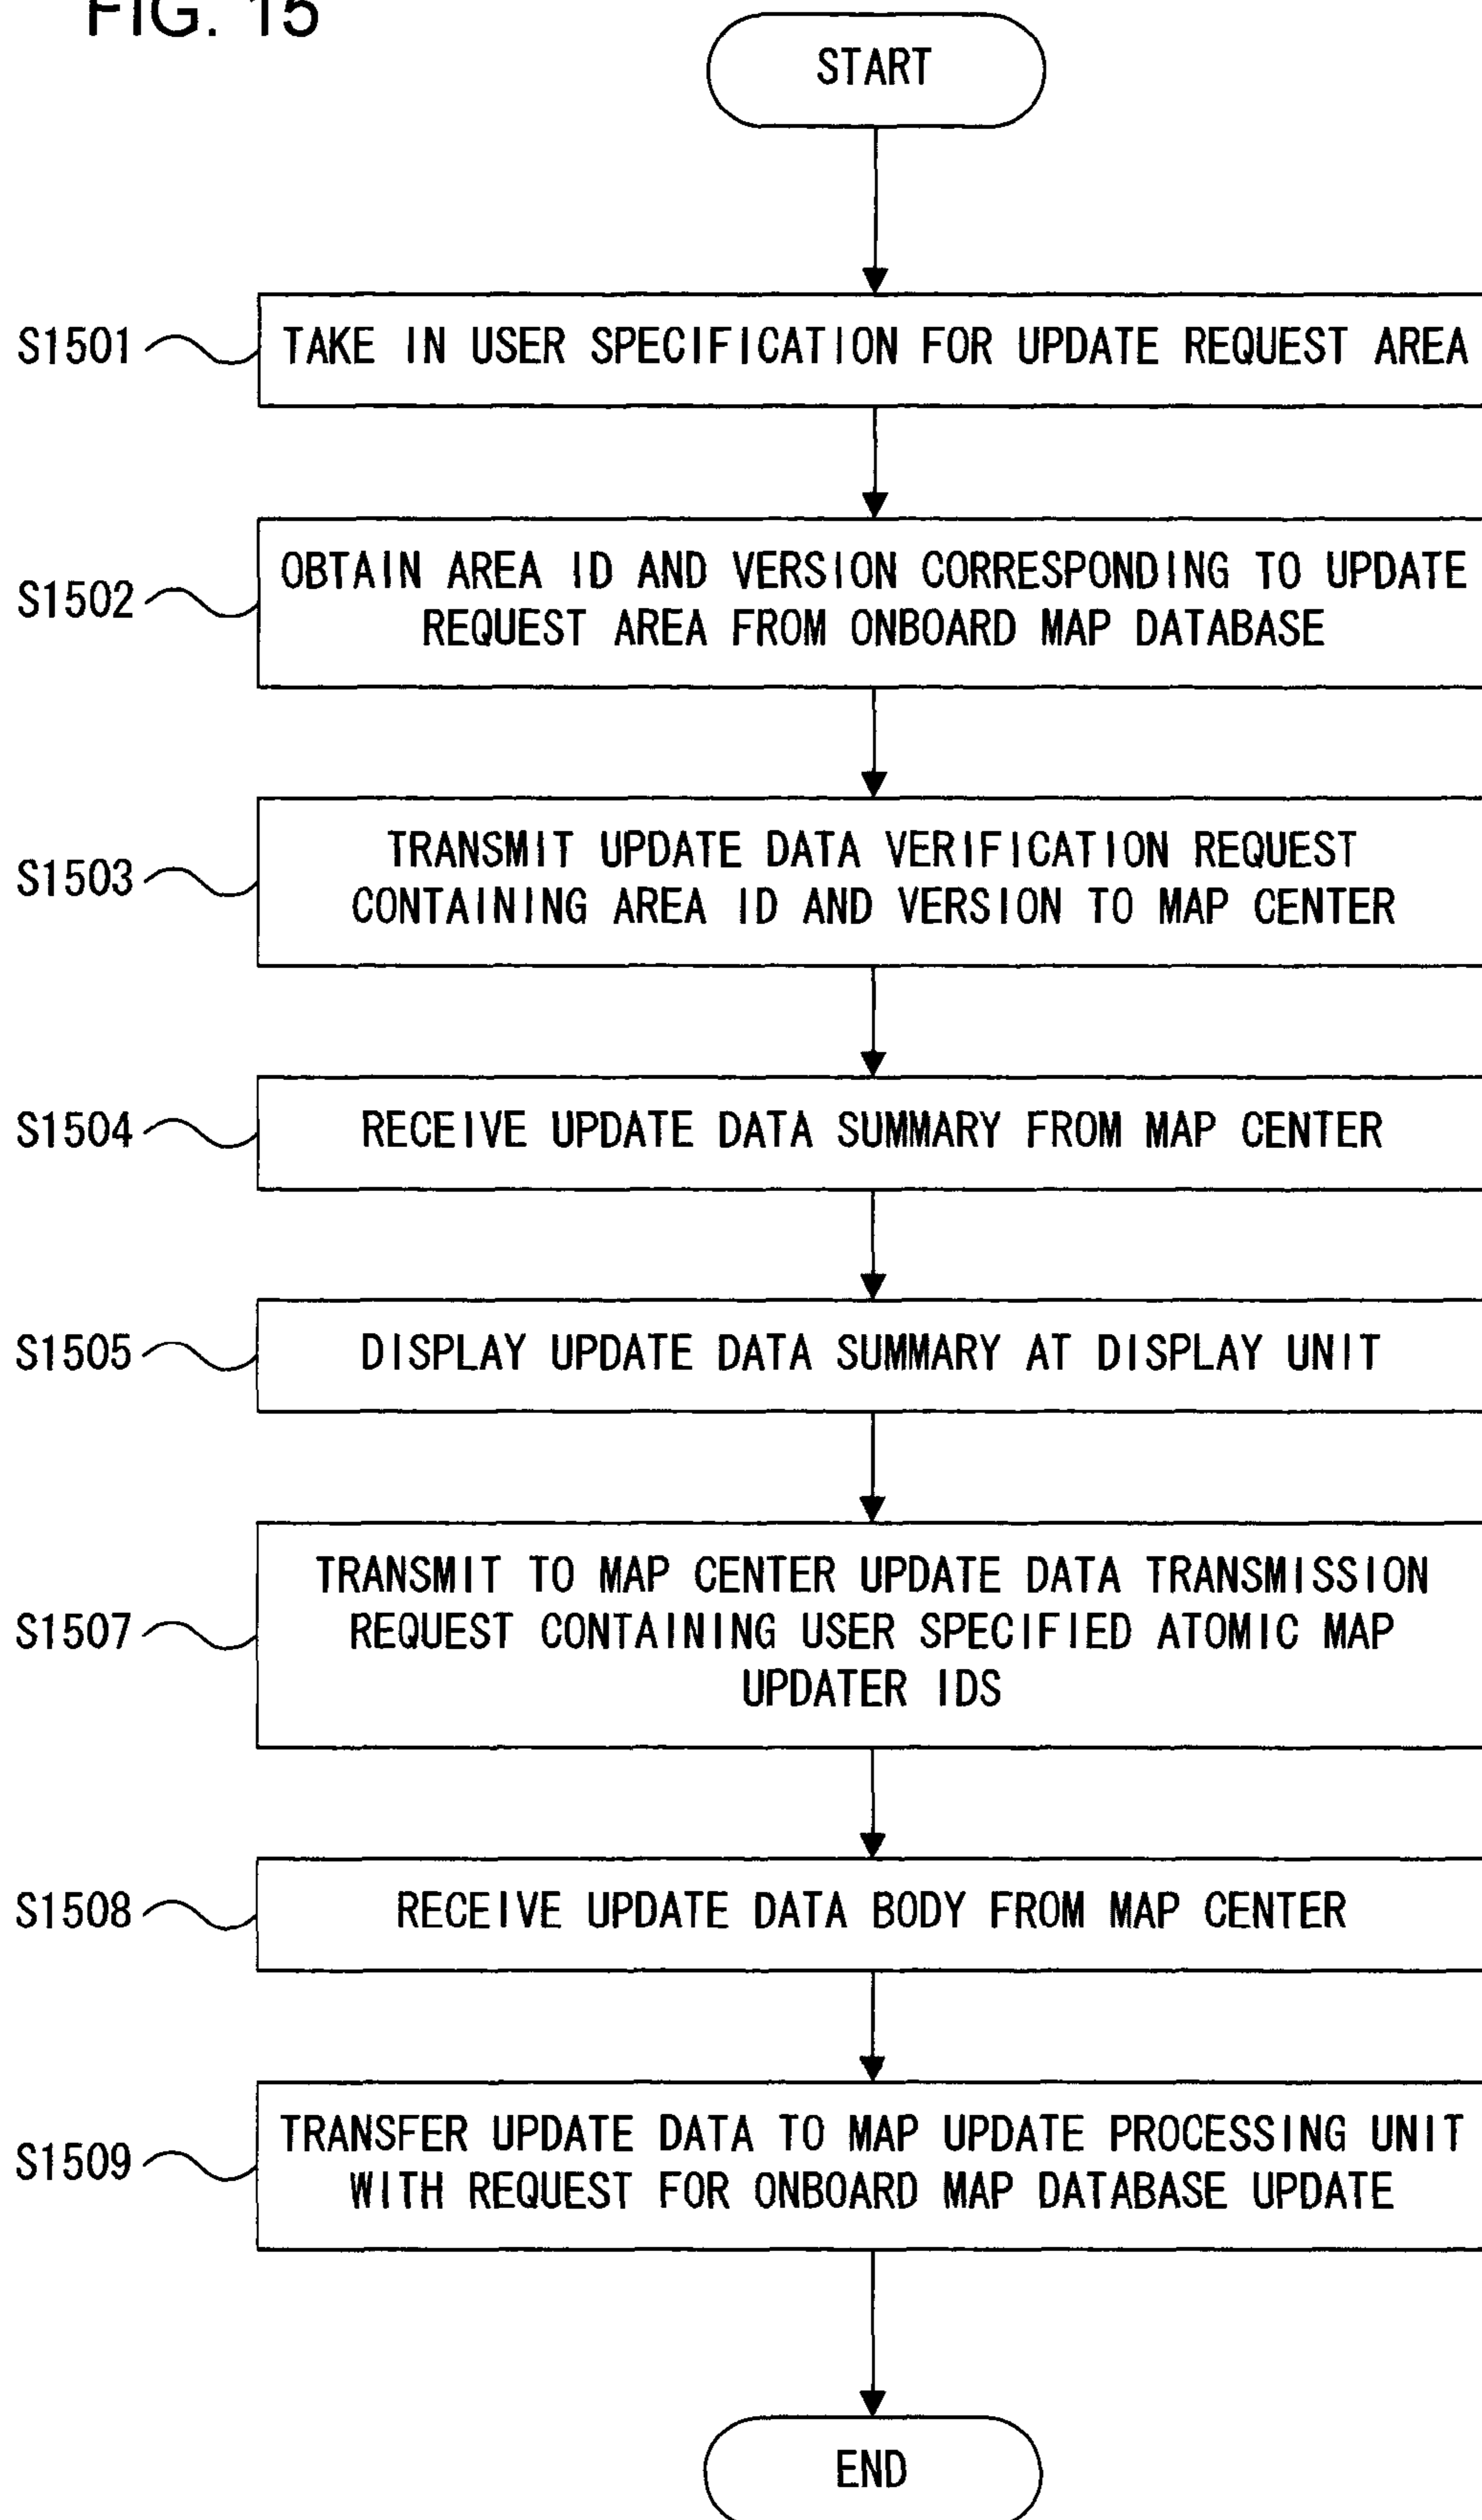 FIG. 15
START
S1501
TAKE IN USER SPECIFICATION FOR UPDATE REQUEST AREA
S1502
OBTAIN AREA ID AND VERSION CORRESPONDING TO UPDATE
REQUEST AREA FROM ONBOARD MAP DATABASE
S1503
TRANSMIT UPDATE DATA VERIFICATION REQUEST
CONTAINING AREA ID AND VERSION TO MAP CENTER
S1504
RECEIVE UPDATE DATA SUMMARY FROM MAP CENTER
S1505
DISPLAY UPDATE DATA SUMMARY AT DISPLAY UNIT
S1507
TRANSMIT TO MAP CENTER UPDATE DATA TRANSMISSION
REQUEST CONTAINING USER SPECIFIED ATOMIC MAP
UPDATER IDS
S1508
RECEIVE UPDATE DATA BODY FROM MAP CENTER
S1509
TRANSFER UPDATE DATA TO MAP UPDATE PROCESSING UNIT
WITH REQUEST FOR ONBOARD MAP DATABASE UPDATE
END